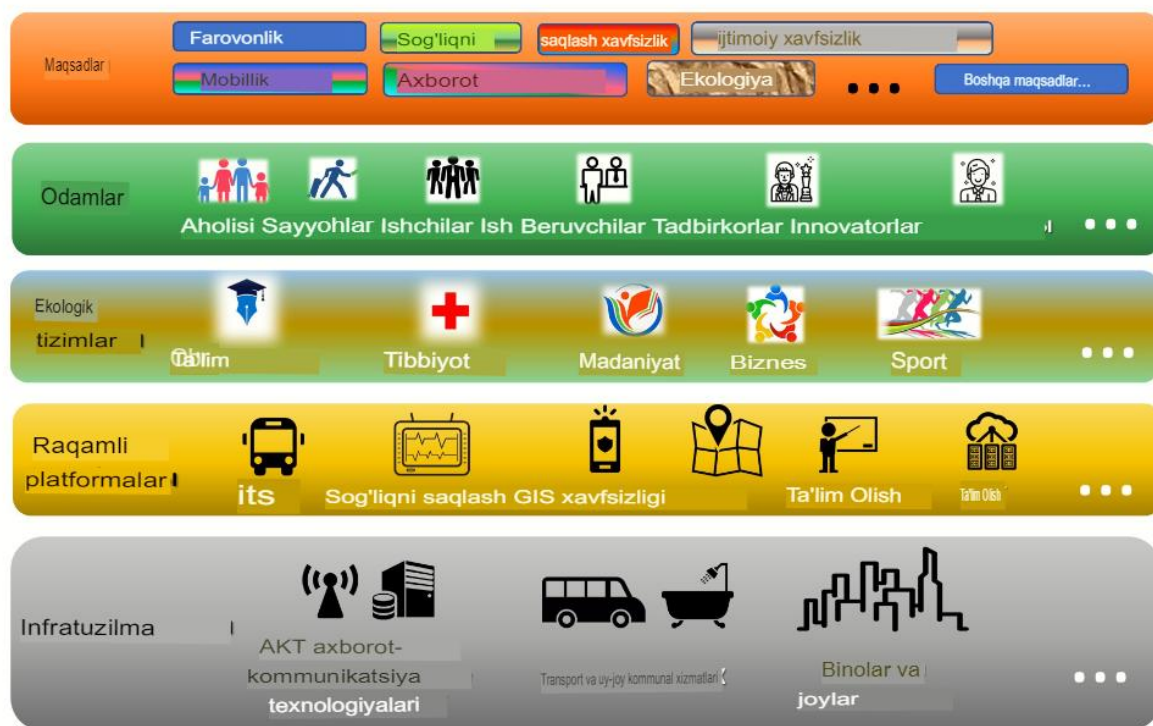 Maqsadlar
Farovonlik
Sog'liqni
saqlash xavfsizlik
ijtimoiy xavfsizlik
Mobillik
Axborot
Ekologiya
Boshqa maqsadlar...
Odamlar
Aholisi Sayyohlar Ishchilar Ish Beruvchilar Tadbirkorlar Innovatorlar
Ekologik
tizimlar
Ta'lim
Tibbiyot
Madaniyat
Biznes
Sport
Raqamli
platformalar
its
Sog'liqni saqlash GIS xavfsizligi
Ta'lim Olish
Ta'lim Olish
Infratuzilma
AKT axborot-
kommunikatsiya
texnologiyalari
Transport va uy-joy kommunal xizmatlari
Binolar va
joylar